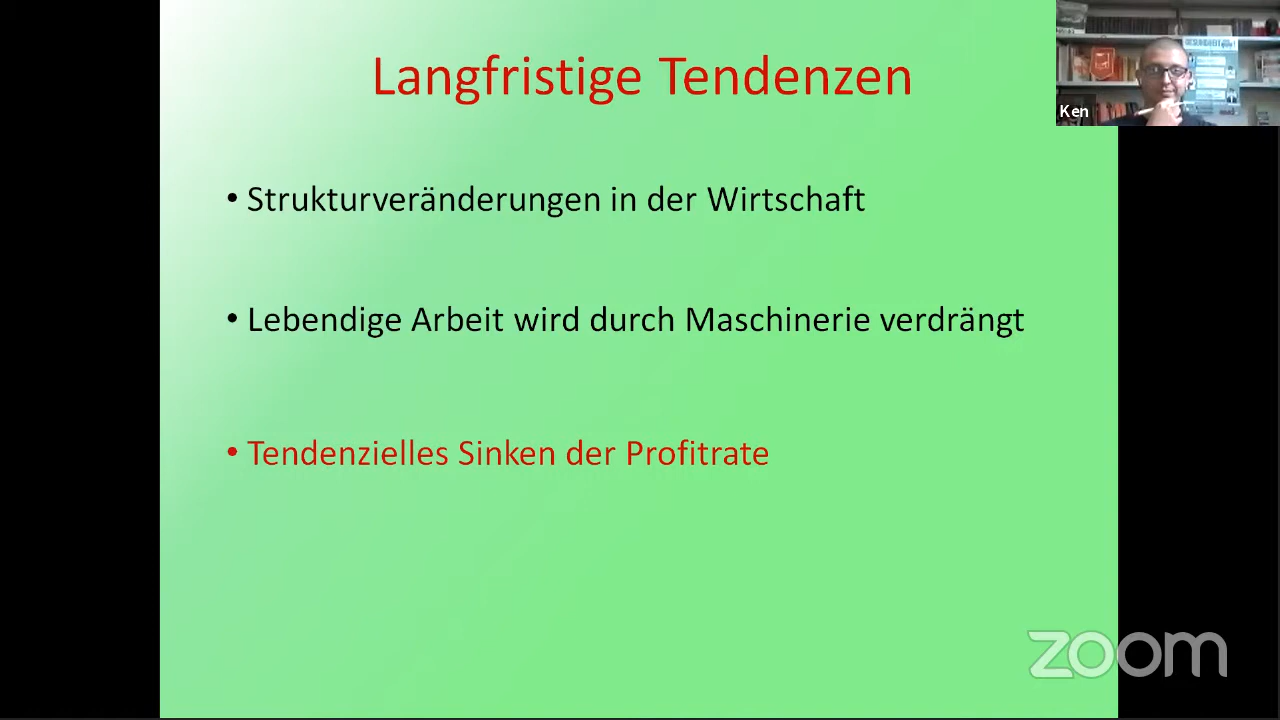 Langfristige Tendenzen
Ken
• Strukturveränderungen in der Wirtschaft
• Lebendige Arbeit wird durch Maschinerie verdrängt
• Tendenzielles Sinken der Profitrate
zoom